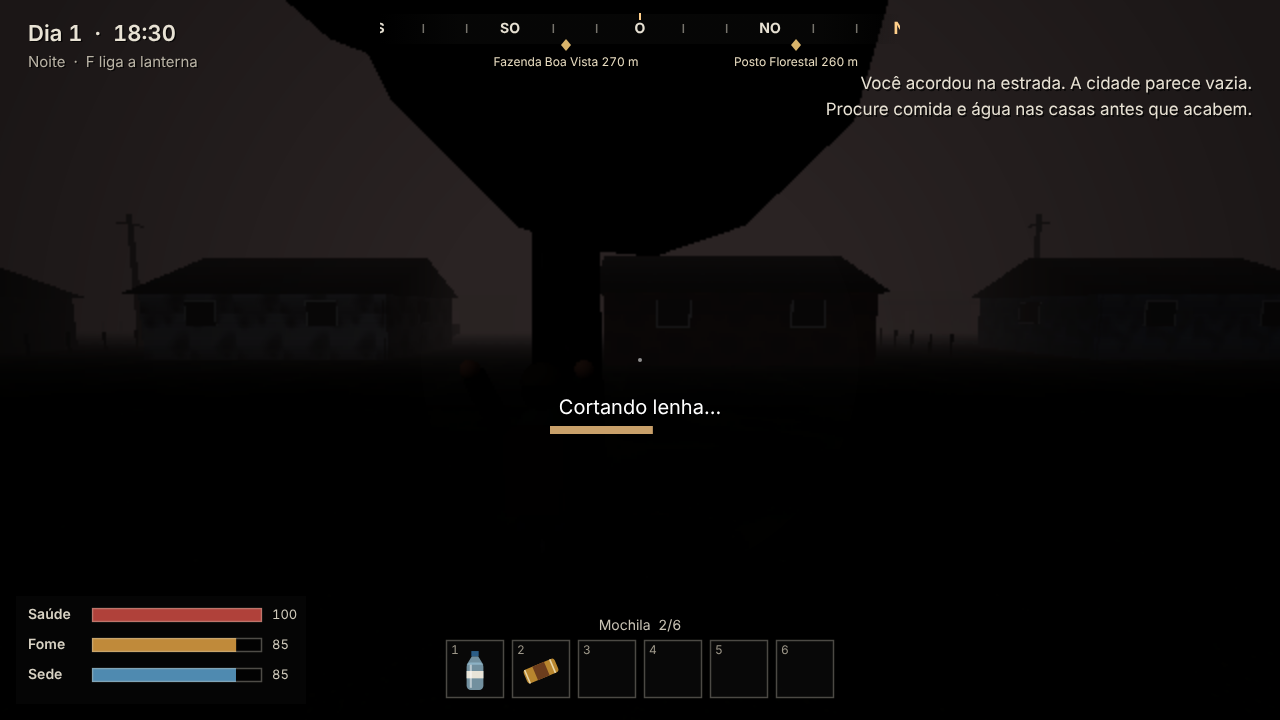 Dia 1 · 18:30
Noite · F liga a lanterna
S SO O NO N
Fazenda Boa Vista 270 m
Posto Florestal 260 m
Você acordou na estrada. A cidade parece vazia.
Procure comida e água nas casas antes que acabem.
Cortando lenha...
Saúde 100
Fome 85
Sede 85
Mochila 2/6
1 2 3 4 5 6